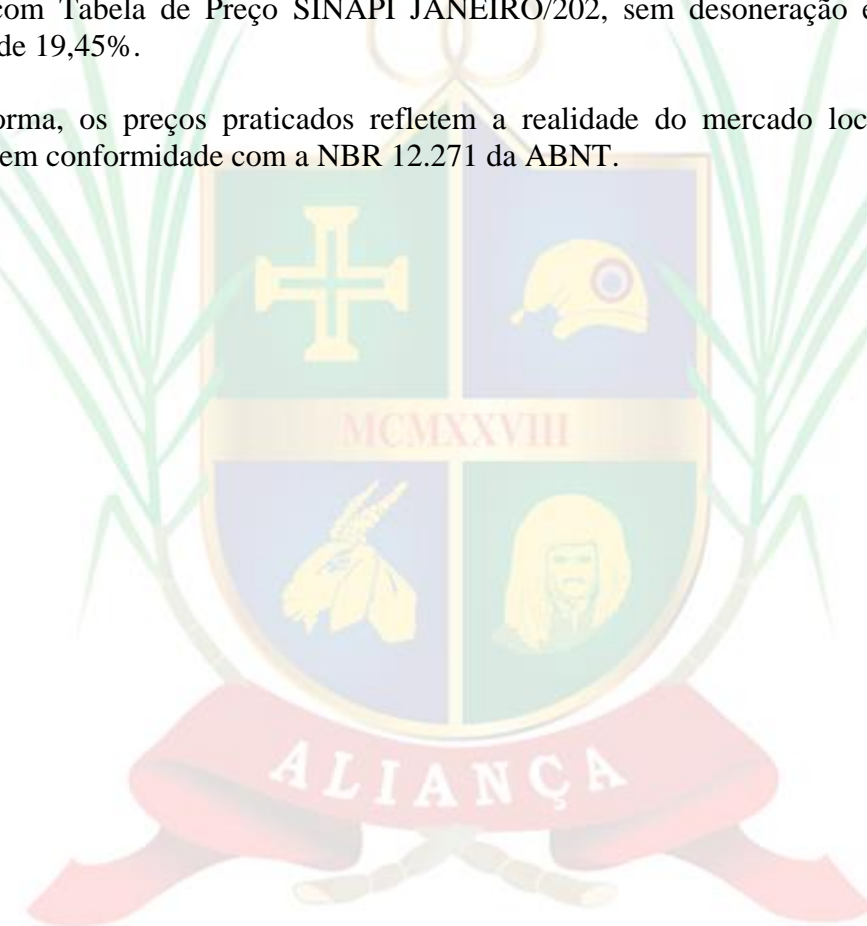 com Tabela de Preço SINAPI JANEIRO/202, sem desoneração e
de 19,45%.
orma, os preços praticados refletem a realidade do mercado loc
em conformidade com a NBR 12.271 da ABNT.
MCMXXVIII
ALIANÇA